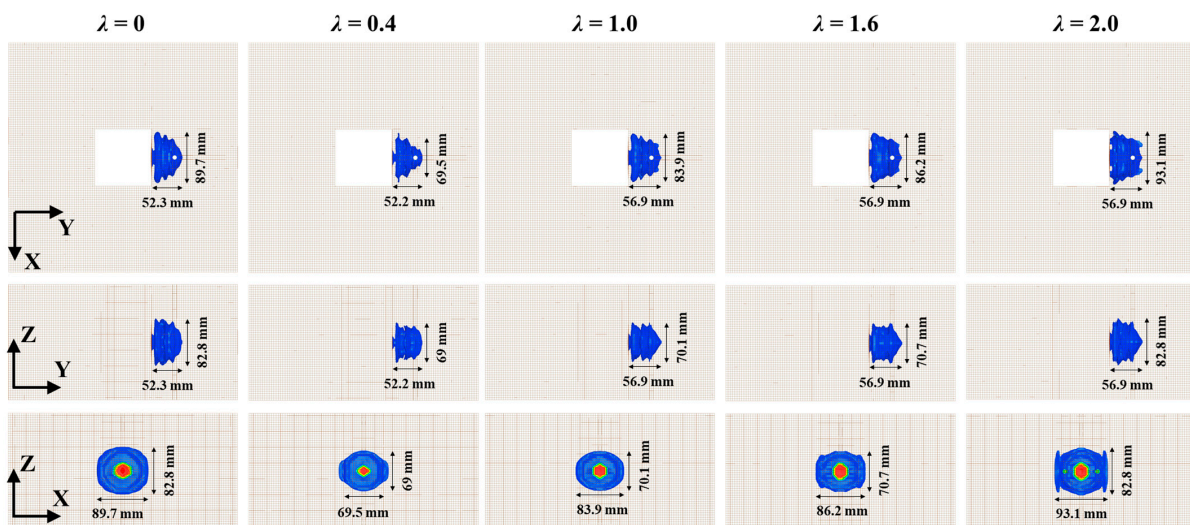 λ = 0
λ = 0.4
λ = 1.0
λ = 1.6
λ = 2.0
89.7 mm
52.3 mm
Y
X
69.5 mm
52.2 mm
83.9 mm
56.9 mm
86.2 mm
56.9 mm
93.1 mm
56.9 mm
Z
Y
82.8 mm
52.3 mm
69 mm
52.2 mm
70.1 mm
56.9 mm
70.7 mm
56.9 mm
82.8 mm
56.9 mm
Z
X
82.8 mm
89.7 mm
69 mm
69.5 mm
70.1 mm
83.9 mm
70.7 mm
86.2 mm
82.8 mm
93.1 mm